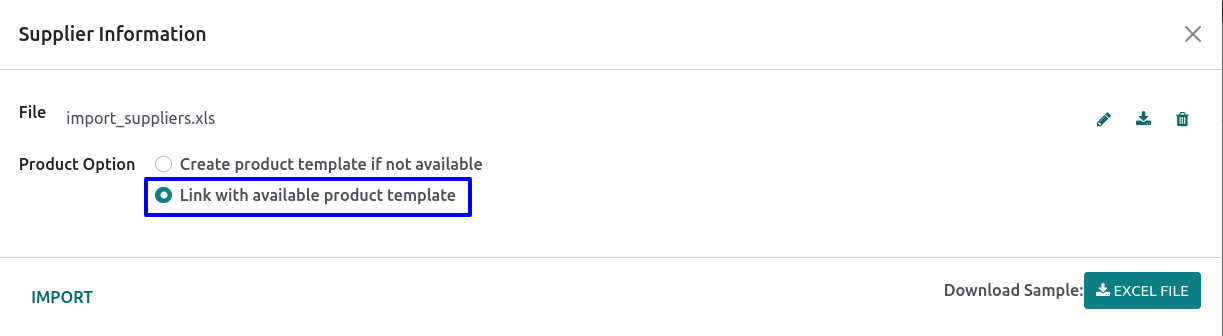 Supplier Information
File import_suppliers.xls
Product Option Create product template if not available
Link with available product template
IMPORT Download Sample: EXCEL FILE